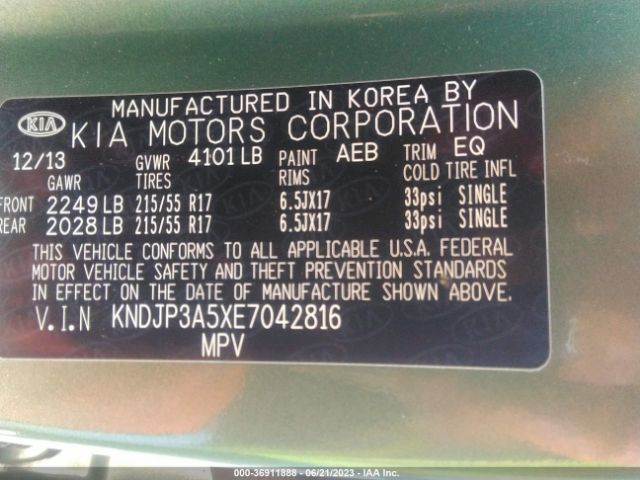 MANUFACTURED IN KOREA BY
KIA KIA MOTORS CORPORATION
12/13 GVWR 4101 LB PAINT AEB TRIM EQ
GAWR TIRES RIMS COLD TIRE INFL
FRONT 2249 LB 215/55 R17 6.5JX17 33psi SINGLE
REAR 2028 LB 215/55 R17 6.5JX17 33psi SINGLE
THIS VEHICLE CONFORMS TO ALL APPLICABLE U.S.A. FEDERAL
MOTOR VEHICLE SAFETY AND THEFT PREVENTION STANDARDS
IN EFFECT ON THE DATE OF MANUFACTURE SHOWN ABOVE.
V.I.N KNDJP3A5XE7042816
MPV
000-36911888 - 06/21/2023 - IAA Inc.